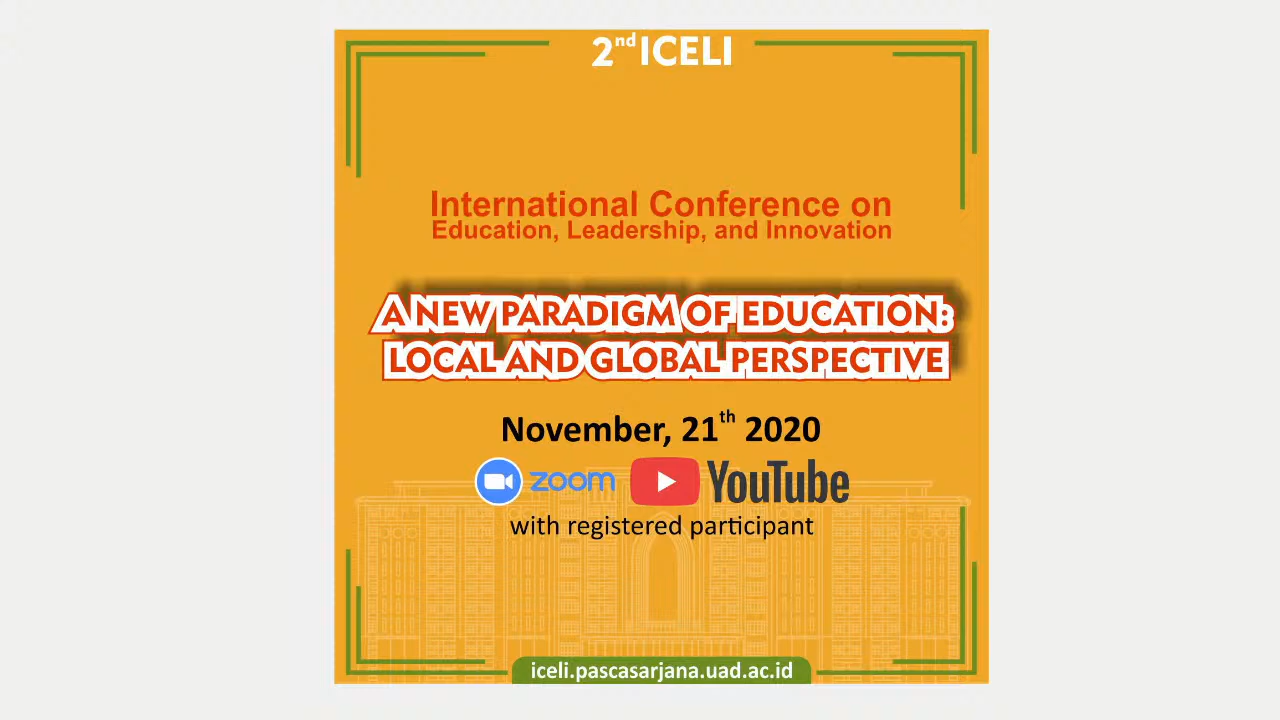 2nd ICELI
International Conference on
Education, Leadership, and Innovation
A NEW PARADIGM OF EDUCATION:
LOCAL AND GLOBAL PERSPECTIVE
November, 21th 2020
zoom YouTube
with registered participant
iceli.pascasarjana.uad.ac.id